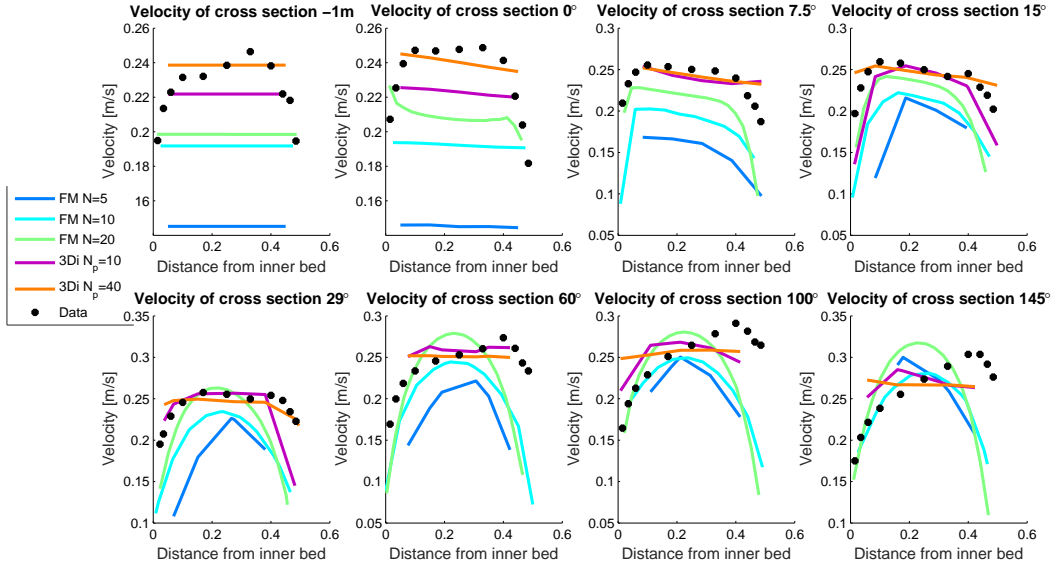 Velocity of cross section −1m
Velocity of cross section 0°
Velocity of cross section 7.5°
Velocity of cross section 15°
Velocity [m/s]
0.26
0.24
0.22
0.2
0.18
16
0
0.2
0.4
0.6
Distance from inner bed
Velocity [m/s]
0.26
0.24
0.22
0.2
0.18
0.16
0
0.2
0.4
0.6
Distance from inner bed
Velocity [m/s]
0.3
0.25
0.2
0.15
0.1
0.05
0
0.2
0.4
0.6
Distance from inner bed
Velocity [m/s]
0.3
0.25
0.2
0.15
0.1
0.05
0
0.2
0.4
0.6
Distance from inner bed
FM N=5
FM N=10
FM N=20
3Di N_p=10
3Di N_p=40
Data
Velocity of cross section 29°
Velocity of cross section 60°
Velocity of cross section 100°
Velocity of cross section 145°
Velocity [m/s]
0.35
0.3
0.25
0.2
0.15
0.1
0
0.2
0.4
0.6
Distance from inner bed
Velocity [m/s]
0.3
0.25
0.2
0.15
0.1
0.05
0
0.2
0.4
0.6
Distance from inner bed
Velocity [m/s]
0.3
0.25
0.2
0.15
0.1
0.05
0
0.2
0.4
0.6
Distance from inner bed
Velocity [m/s]
0.35
0.3
0.25
0.2
0.15
0.1
0
0.2
0.4
0.6
Distance from inner bed